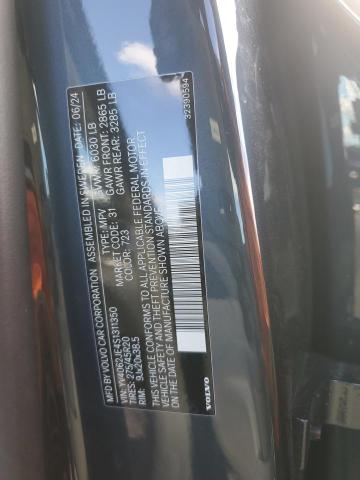 MFD BY VOLVO CAR CORPORATION ASSEMBLED IN SWEDEN DATE: 06/24
VIN: YV4062JE4S1311350 TYPE: MPV GVWR: 6030 LB
TIRES: 275/45R20 MARKET CODE: 31 GAWR FRONT: 2865 LB
RIM: 9Jx20x38.5 COLOR: 723 GAWR REAR: 3285 LB
THIS VEHICLE CONFORMS TO ALL APPLICABLE FEDERAL MOTOR
VEHICLE SAFETY AND THEFT PREVENTION STANDARDS IN EFFECT
ON THE DATE OF MANUFACTURE SHOWN ABOVE.
VOLVO
32390594